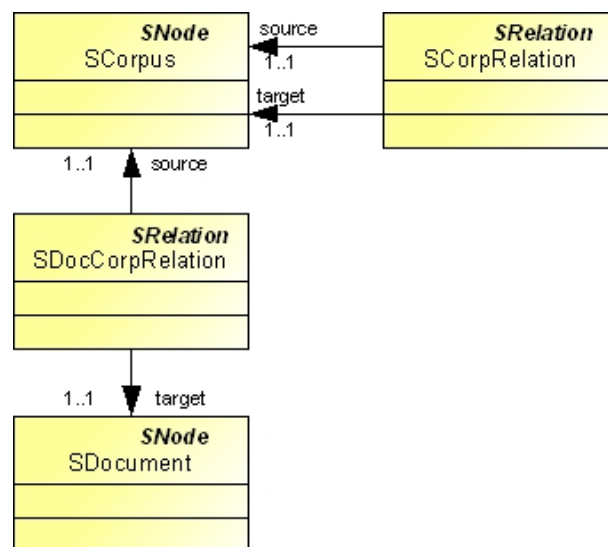 SNode
SCorpus
source
1..1
target
1..1
SRelation
SCorpRelation
1..1
source
SRelation
SDocCorpRelation
1..1
target
SNode
SDocument